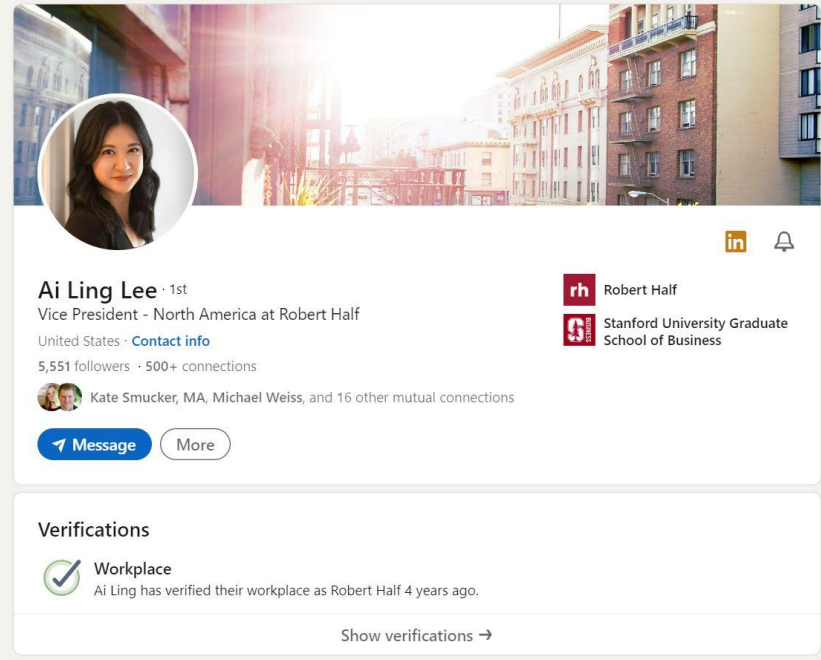 in
Ai Ling Lee · 1st
Vice President - North America at Robert Half
United States · Contact info
5,551 followers · 500+ connections
Kate Smucker, MA, Michael Weiss, and 16 other mutual connections
Message
More
rh
Robert Half
S BUSINESS
Stanford University Graduate
School of Business
Verifications
Workplace
Ai Ling has verified their workplace as Robert Half 4 years ago.
Show verifications →